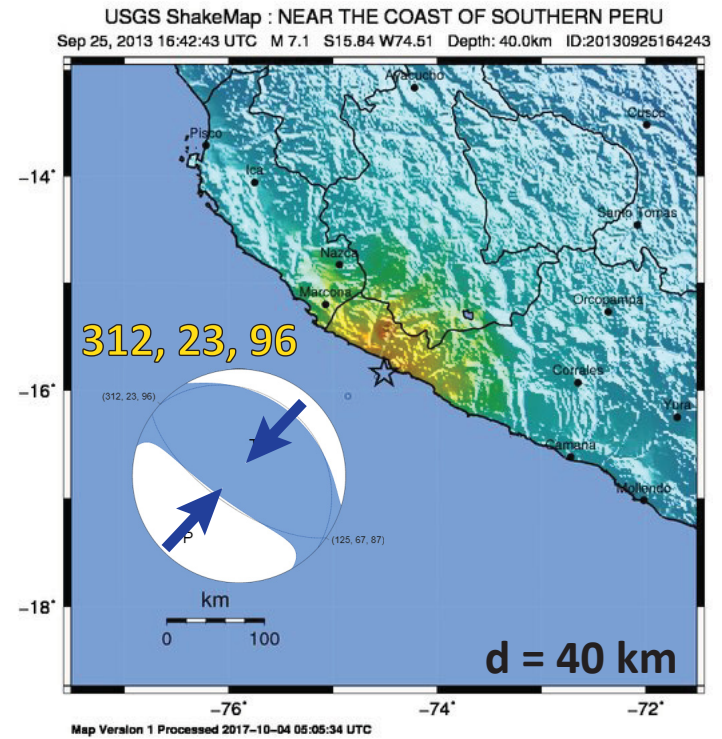 USGS ShakeMap : NEAR THE COAST OF SOUTHERN PERU
Sep 25, 2013 16:42:43 UTC M 7.1 S15.84 W74.51 Depth: 40.0km ID:20130925164243
Ayacucho
Cusco
Pisco
−14°
Ica
Santo Tomas
Nazca
Marcona
Orcopampa
312, 23, 96
Corrales
−16°
(312, 23, 96)
Yura
T
Camana
Mollendo
P
(125, 67, 87)
km
0 100
−18°
d = 40 km
−76° −74° −72°
Map Version 1 Processed 2017−10−04 05:05:34 UTC